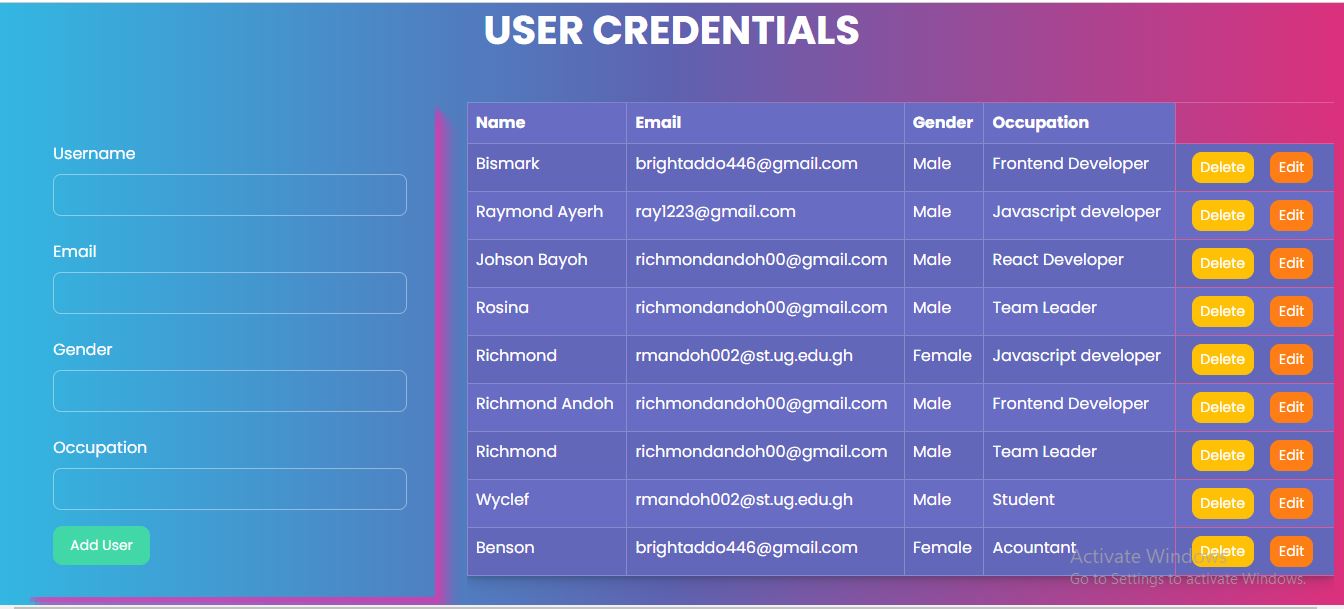 USER CREDENTIALS
Username
Email
Gender
Occupation
Add User
Name Email Gender Occupation
Bismark brightaddo446@gmail.com Male Frontend Developer Delete Edit
Raymond Ayerh ray1223@gmail.com Male Javascript developer Delete Edit
Johson Bayoh richmondandoh00@gmail.com Male React Developer Delete Edit
Rosina richmondandoh00@gmail.com Male Team Leader Delete Edit
Richmond rmandoh002@st.ug.edu.gh Female Javascript developer Delete Edit
Richmond Andoh richmondandoh00@gmail.com Male Frontend Developer Delete Edit
Richmond richmondandoh00@gmail.com Male Team Leader Delete Edit
Wyclef rmandoh002@st.ug.edu.gh Male Student Delete Edit
Benson brightaddo446@gmail.com Female Acountant Delete Edit
Activate Windows
Go to Settings to activate Windows.